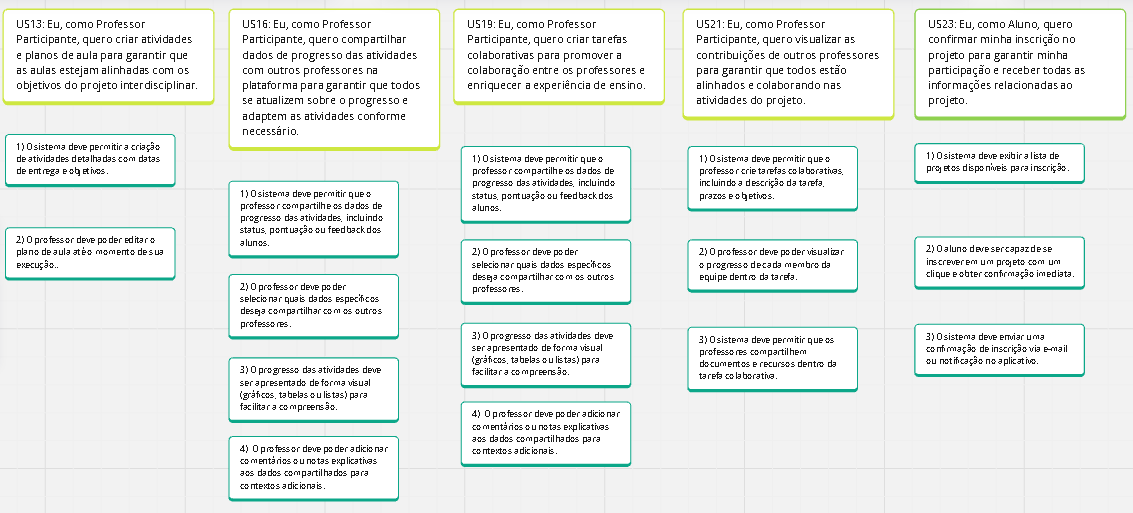 US13: Eu, como Professor
Participante, quero criar atividades
e planos de aula para garantir que
as aulas estejam alinhadas com os
objetivos do projeto interdisciplinar.
1) O sistema deve permitir a criação
de atividades detalhadas com datas
de entrega e objetivos.
2) O professor deve poder editar o
plano de aula até o momento de sua
execução..
US16: Eu, como Professor
Participante, quero compartilhar
dados de progresso das atividades
com outros professores na
plataforma para garantir que todos
se atualizem sobre o progresso e
adaptem as atividades conforme
necessário.
1) O sistema deve permitir que o
professor compartilhe os dados de
progresso das atividades, incluindo
status, pontuação ou feedback dos
alunos.
2) O professor deve poder
selecionar quais dados específicos
deseja compartilhar com os outros
professores.
3) O progresso das atividades deve
ser apresentado de forma visual
(gráficos, tabelas ou listas) para
facilitar a compreensão.
4) O professor deve poder adicionar
comentários ou notas explicativas
aos dados compartilhados para
contextos adicionais.
US19: Eu, como Professor
Participante, quero criar tarefas
colaborativas para promover a
colaboração entre os professores e
enriquecer a experiência de ensino.
1) O sistema deve permitir que o
professor compartilhe os dados de
progresso das atividades, incluindo
status, pontuação ou feedback dos
alunos.
2) O professor deve poder
selecionar quais dados específicos
deseja compartilhar com os outros
professores.
3) O progresso das atividades deve
ser apresentado de forma visual
(gráficos, tabelas ou listas) para
facilitar a compreensão.
4) O professor deve poder adicionar
comentários ou notas explicativas
aos dados compartilhados para
contextos adicionais.
US21: Eu, como Professor
Participante, quero visualizar as
contribuições de outros professores
para garantir que todos estão
alinhados e colaborando nas
atividades do projeto.
1) O sistema deve permitir que o
professor crie tarefas colaborativas,
incluindo a descrição da tarefa,
prazos e objetivos.
2) O professor deve poder visualizar
o progresso de cada membro da
equipe dentro da tarefa.
3) O sistema deve permitir que os
professores compartilhem
documentos e recursos dentro da
tarefa colaborativa.
US23: Eu, como Aluno, quero
confirmar minha inscrição no
projeto para garantir minha
participação e receber todas as
informações relacionadas ao
projeto.
1) O sistema deve exibir a lista de
projetos disponíveis para inscrição.
2) O aluno deve ser capaz de se
inscrever em um projeto com um
clique e obter confirmação imediata.
3) O sistema deve enviar uma
confirmação de inscrição via e-mail
ou notificação no aplicativo.